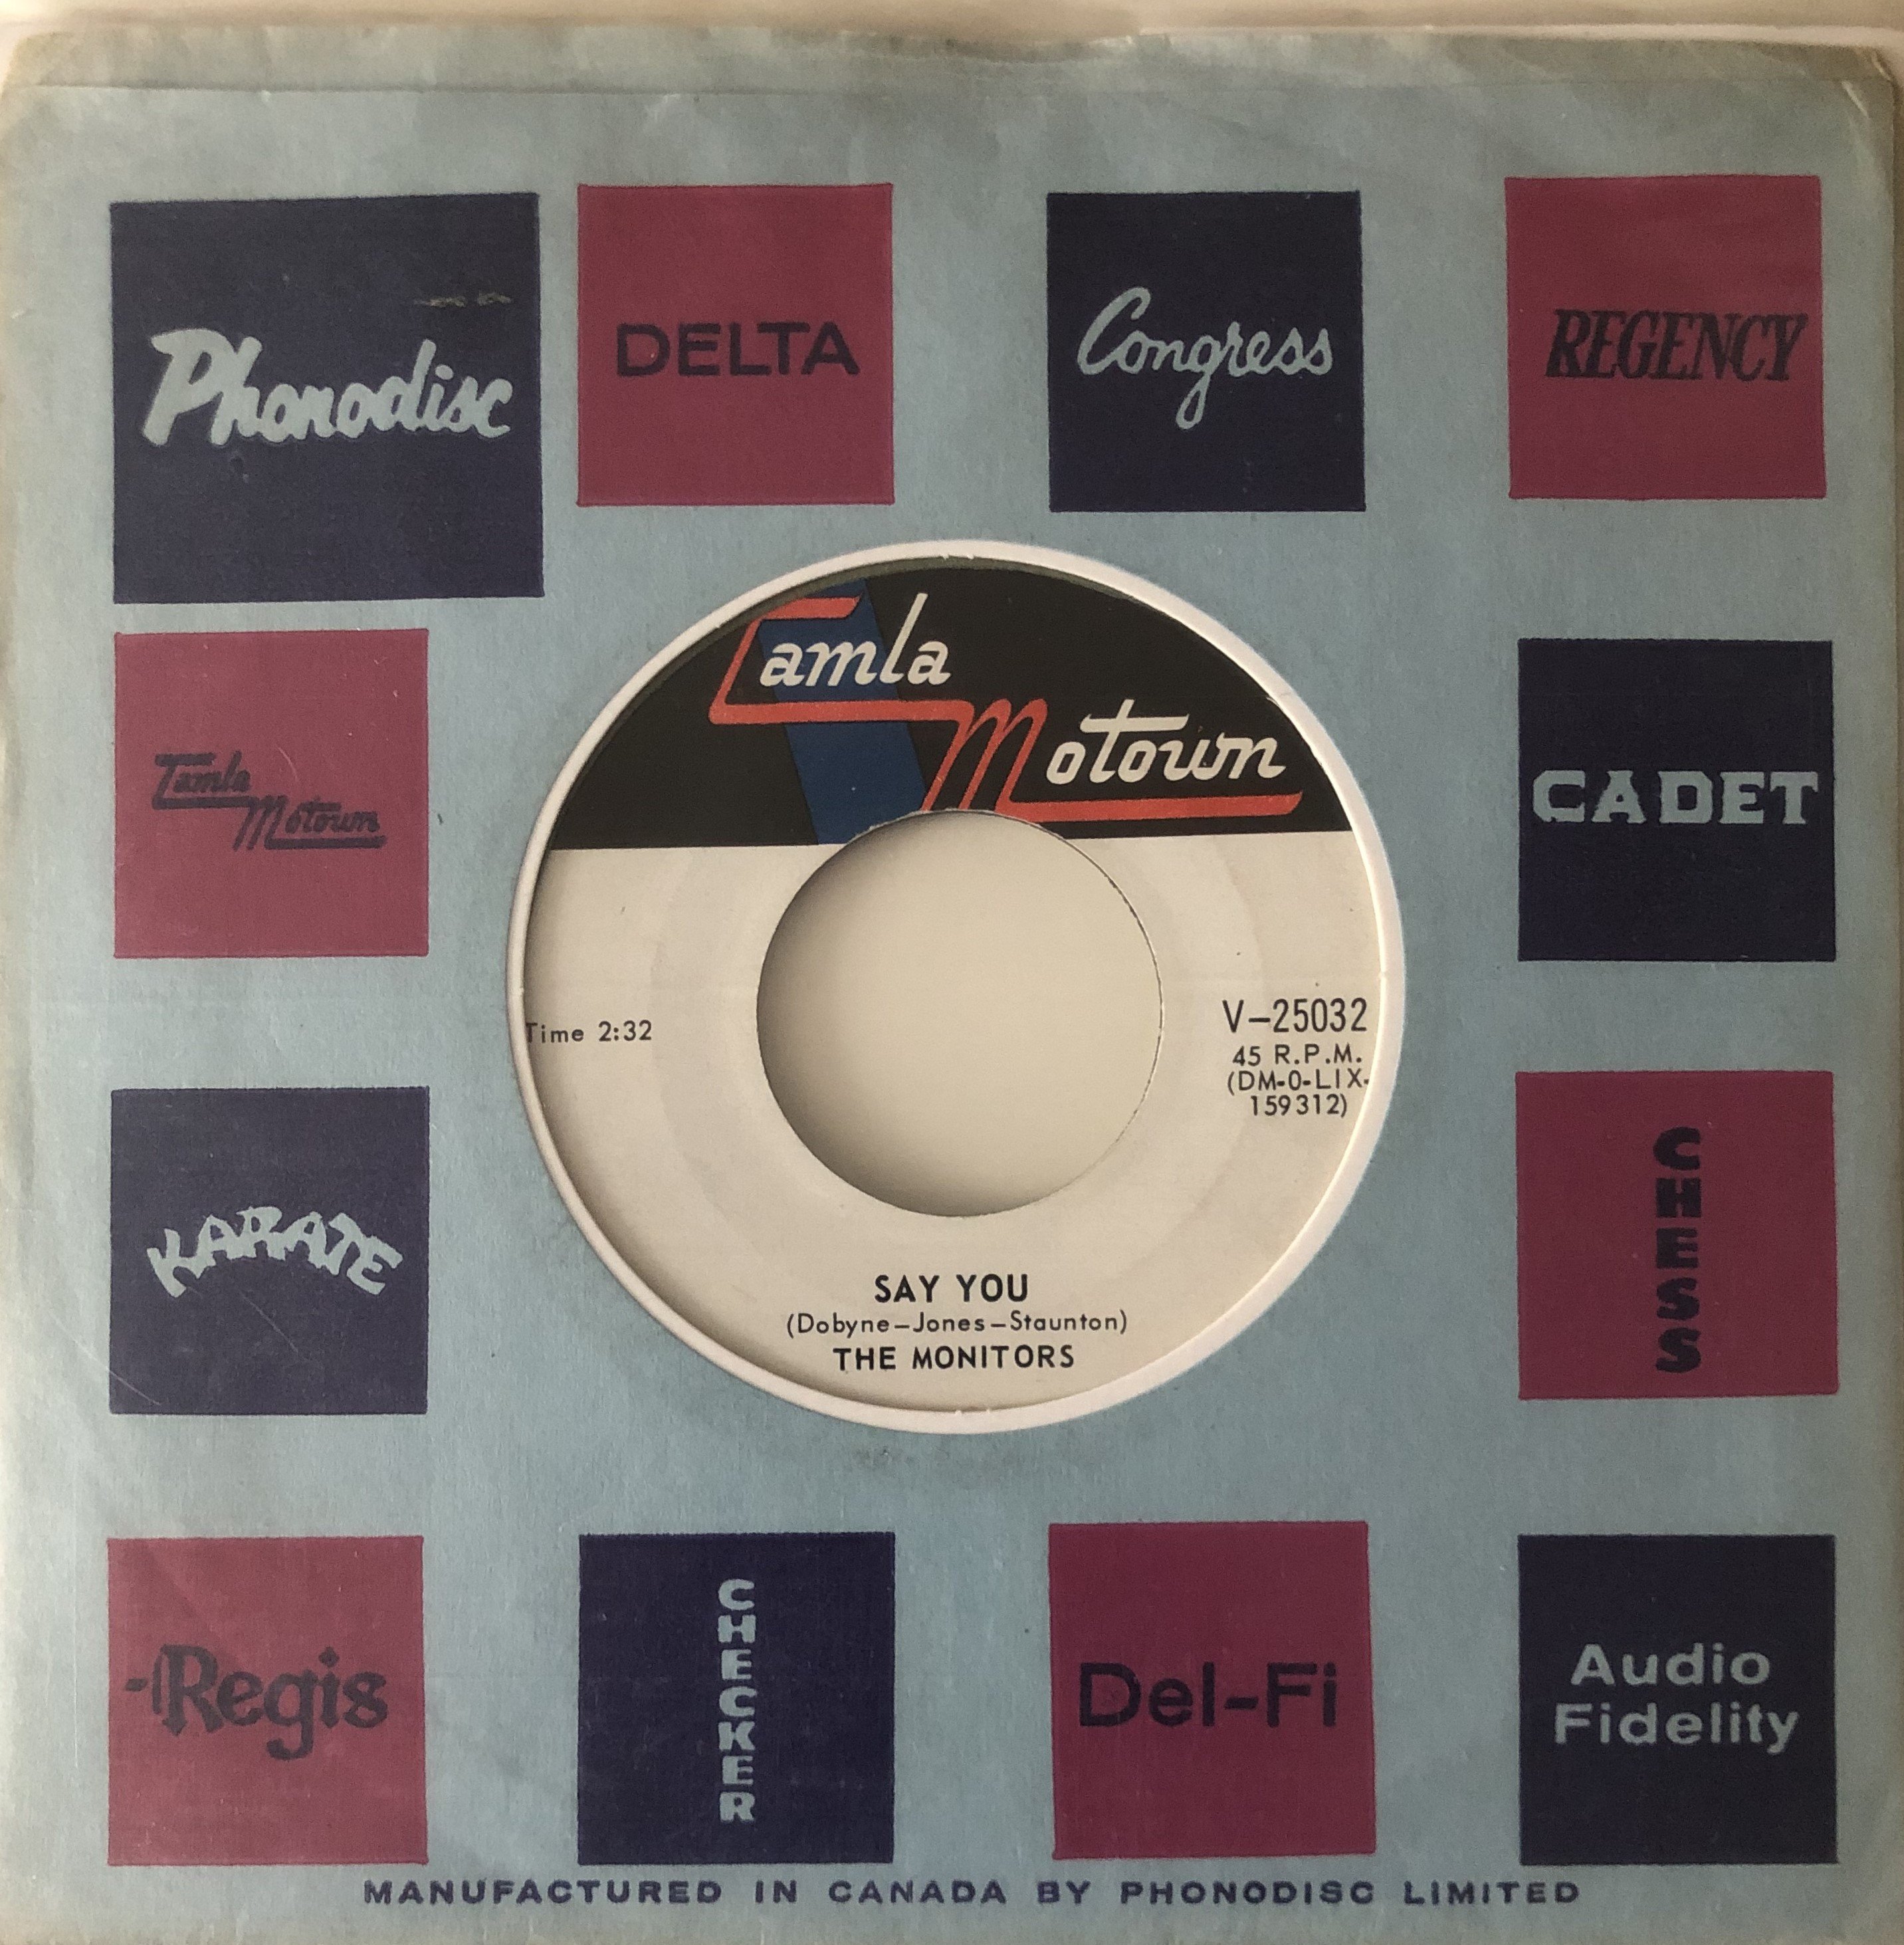 Phonodisc
DELTA
Congress
REGENCY
Tamla
Motown
Tamla
Motown
CADET
Time 2:32
V-25032
45 R.P.M.
(DM-0-LIX-
159312)
KARATE
CHESS
SAY YOU
(Dobyne-Jones-Staunton)
THE MONITORS
Regis
CHECKER
Del-Fi
Audio
Fidelity
MANUFACTURED IN CANADA BY PHONODISC LIMITED